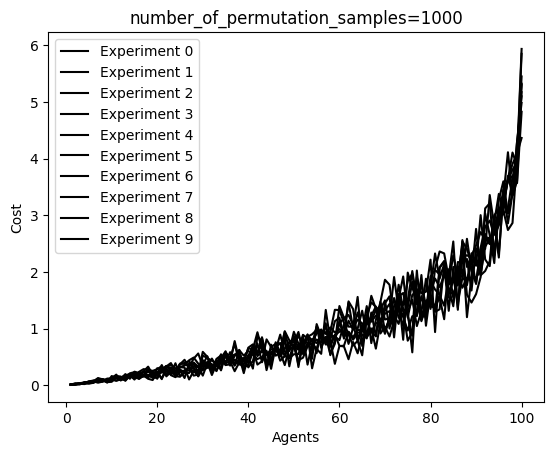 number_of_permutation_samples=1000
Experiment 0
Experiment 1
Experiment 2
Experiment 3
Experiment 4
Experiment 5
Experiment 6
Experiment 7
Experiment 8
Experiment 9
6
5
4
3
2
1
0
Cost
0 20 40 60 80 100
Agents